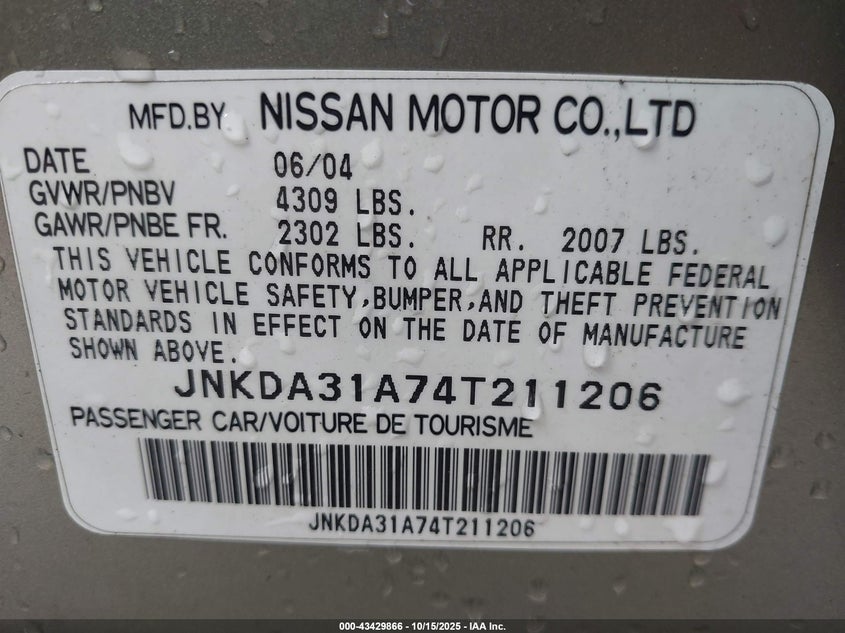 MFD.BY NISSAN MOTOR CO.,LTD
DATE 06/04
GVWR/PNBV 4309 LBS.
GAWR/PNBE FR. 2302 LBS. RR. 2007 LBS.
THIS VEHICLE CONFORMS TO ALL APPLICABLE FEDERAL
MOTOR VEHICLE SAFETY,BUMPER,AND THEFT PREVENTION
STANDARDS IN EFFECT ON THE DATE OF MANUFACTURE
SHOWN ABOVE.
JNKDA31A74T211206
PASSENGER CAR/VOITURE DE TOURISME
JNKDA31A74T211206
000-43429866 - 10/15/2025 - IAA Inc.